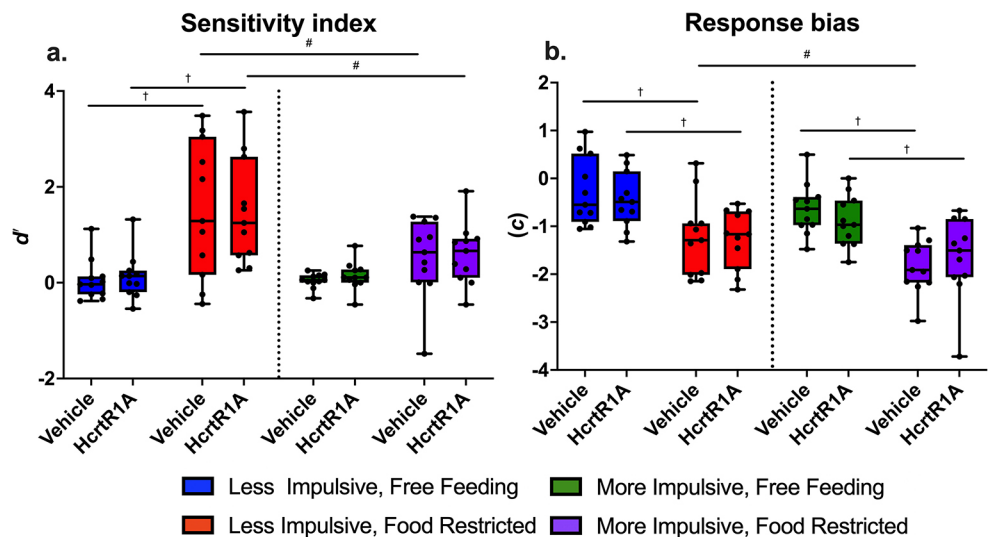 Sensitivity index
Response bias
a.
b.
#
#
†
†
4
2
0
-2
d′
Vehicle
HcrtR1A
Vehicle
HcrtR1A
Vehicle
HcrtR1A
Vehicle
HcrtR1A
#
†
†
†
†
2
1
0
-1
-2
-3
-4
(c)
Vehicle
HcrtR1A
Vehicle
HcrtR1A
Vehicle
HcrtR1A
Vehicle
HcrtR1A
Less Impulsive, Free Feeding
More Impulsive, Free Feeding
Less Impulsive, Food Restricted
More Impulsive, Food Restricted